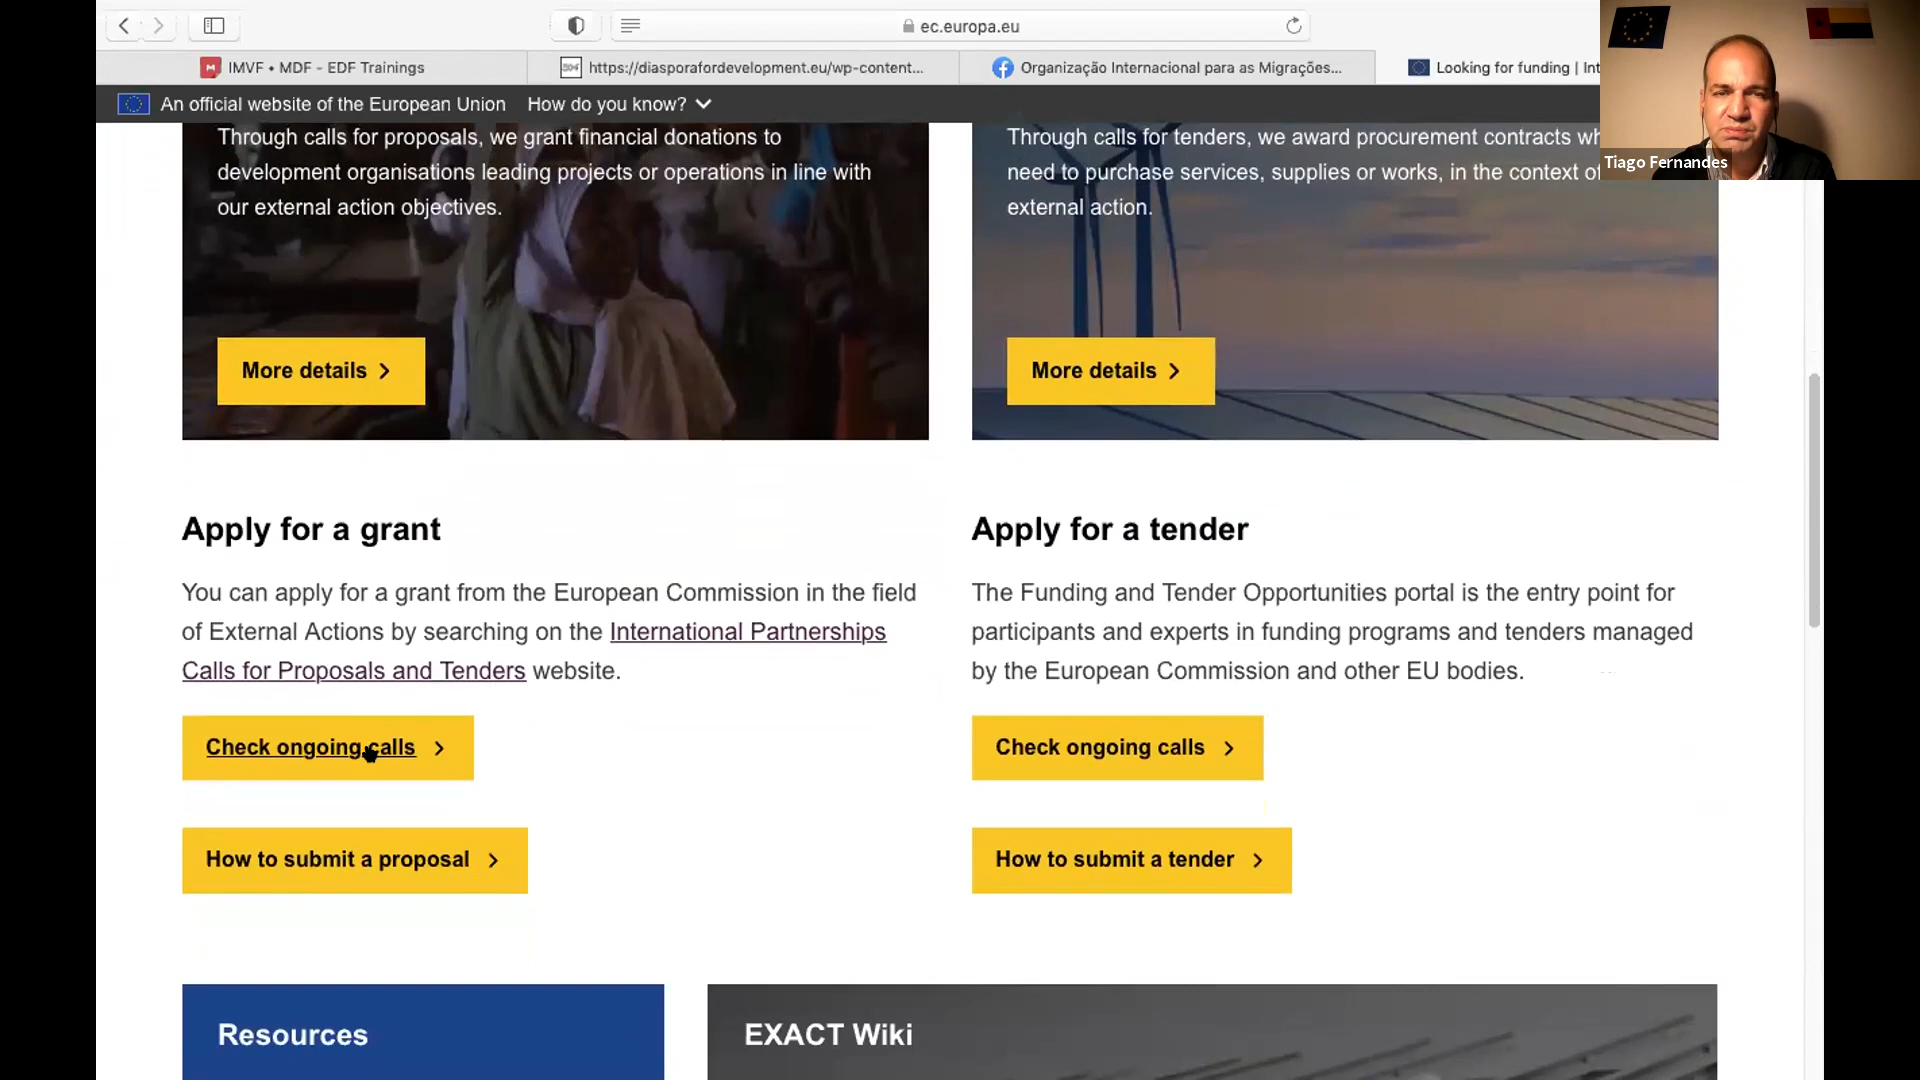 ec.europa.eu
IMVF • MDF - EDF Trainings
https://diasporafordevelopment.eu/wp-content...
Organização Internacional para as Migrações...
Looking for funding | Int
An official website of the European Union How do you know?
Tiago Fernandes
Through calls for proposals, we grant financial donations to
development organisations leading projects or operations in line with
our external action objectives.
More details
Through calls for tenders, we award procurement contracts wh
need to purchase services, supplies or works, in the context of
external action.
More details
Apply for a grant
You can apply for a grant from the European Commission in the field
of External Actions by searching on the International Partnerships
Calls for Proposals and Tenders website.
Check ongoing calls
How to submit a proposal
Apply for a tender
The Funding and Tender Opportunities portal is the entry point for
participants and experts in funding programs and tenders managed
by the European Commission and other EU bodies.
Check ongoing calls
How to submit a tender
Resources
EXACT Wiki